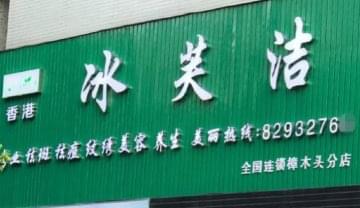 香港
冰芙洁
业 祛斑 祛痘 纹绣 美容 养生 美丽热线:8293276
全国连锁樟木头分店